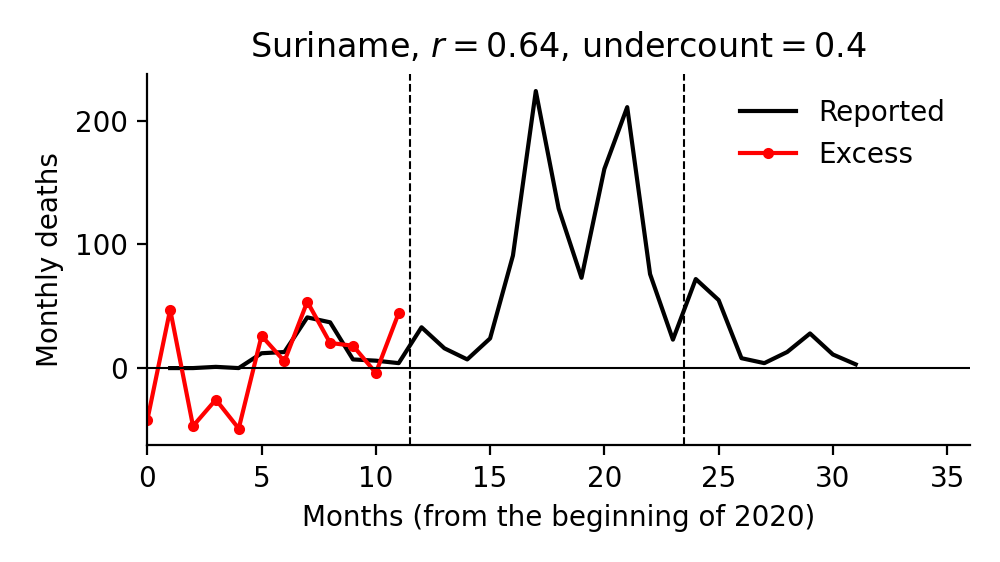 Suriname, r = 0.64, undercount = 0.4
Reported
Excess
Monthly deaths
200
100
0
0 5 10 15 20 25 30 35
Months (from the beginning of 2020)